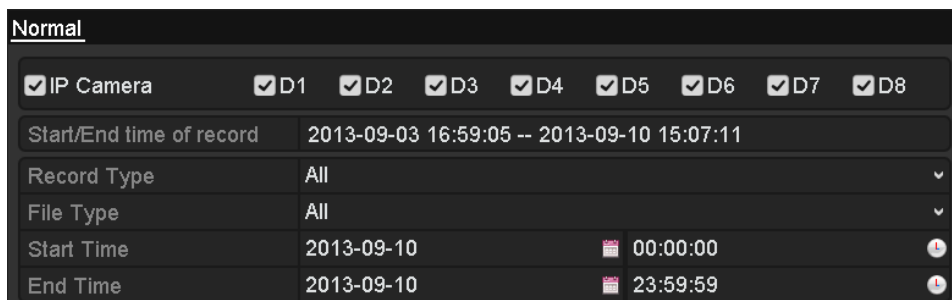 Normal
IP Camera D1 D2 D3 D4 D5 D6 D7 D8
Start/End time of record 2013-09-03 16:59:05 -- 2013-09-10 15:07:11
Record Type All
File Type All
Start Time 2013-09-10 00:00:00
End Time 2013-09-10 23:59:59